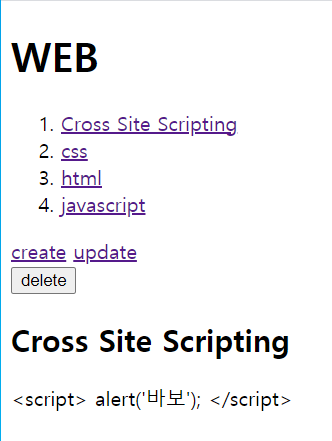 WEB
1. Cross Site Scripting
2. css
3. html
4. javascript
create update
delete
Cross Site Scripting
<script> alert('바보'); </script>